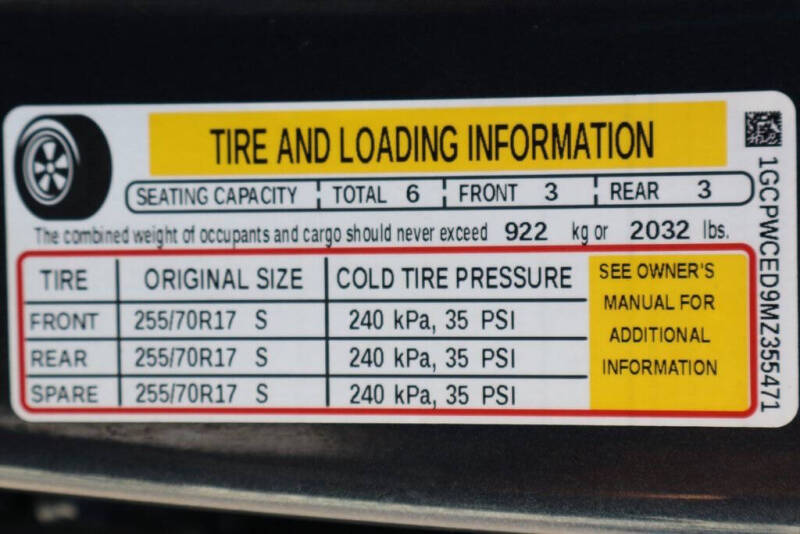 TIRE AND LOADING INFORMATION
SEATING CAPACITY TOTAL 6 FRONT 3 REAR 3
The combined weight of occupants and cargo should never exceed 922 kg or 2032 lbs.
TIRE ORIGINAL SIZE COLD TIRE PRESSURE
FRONT 255/70R17 S 240 kPa, 35 PSI
REAR 255/70R17 S 240 kPa, 35 PSI
SPARE 255/70R17 S 240 kPa, 35 PSI
SEE OWNER'S
MANUAL FOR
ADDITIONAL
INFORMATION
1GCPWCED9MZ355471